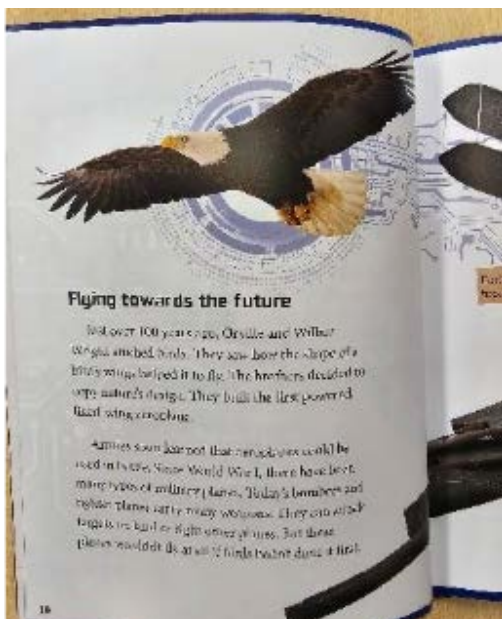 Flying towards the future
Just over 100 years ago, Orville and Wilbur
Wright studied birds. They saw how the shape of a
bird's wings helped it to fly. The brothers decided to
copy nature's design. They built the first powered,
fixed-wing aeroplane.
Armies soon learnt that aeroplanes could be
used in battle. Since World War I, there have been
many types of military planes. Today's bombers and
fighter planes carry many weapons. They can attack
targets on land or fight other planes. But these
planes wouldn't fly at all if birds hadn't done it first.
16